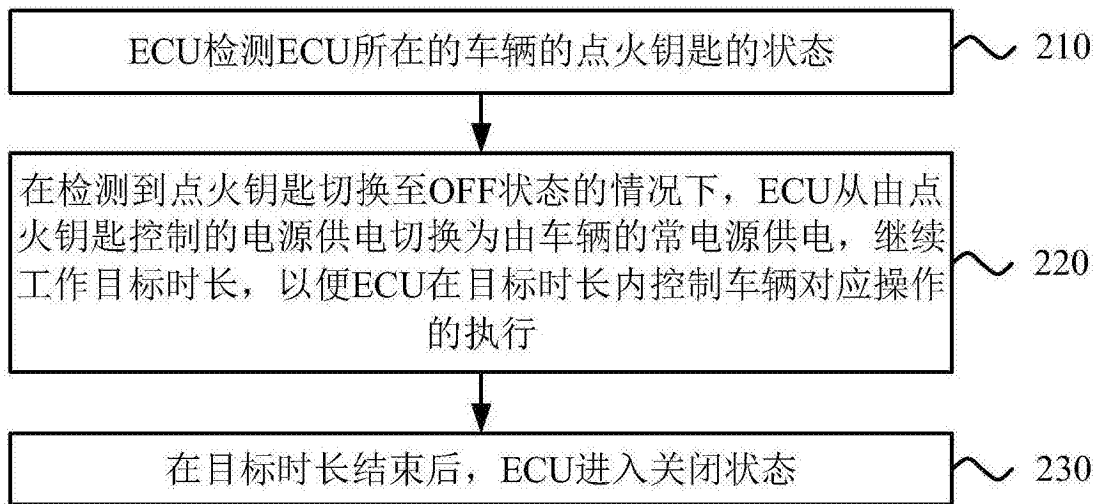 ECU检测ECU所在的车辆的点火钥匙的状态
210
在检测到点火钥匙切换至OFF状态的情况下，ECU从由点
火钥匙控制的电源供电切换为由车辆的常电源供电，继续
工作目标时长，以便ECU在目标时长内控制车辆对应操作
的执行
220
在目标时长结束后，ECU进入关闭状态
230